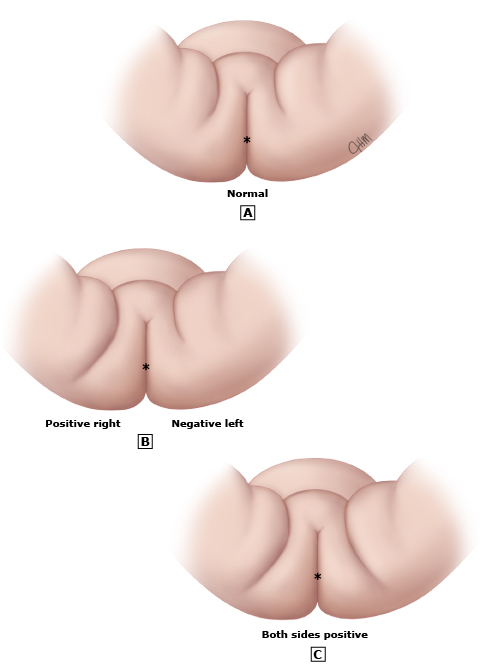 *
Normal
A
*
Positive right Negative left
B
*
Both sides positive
C